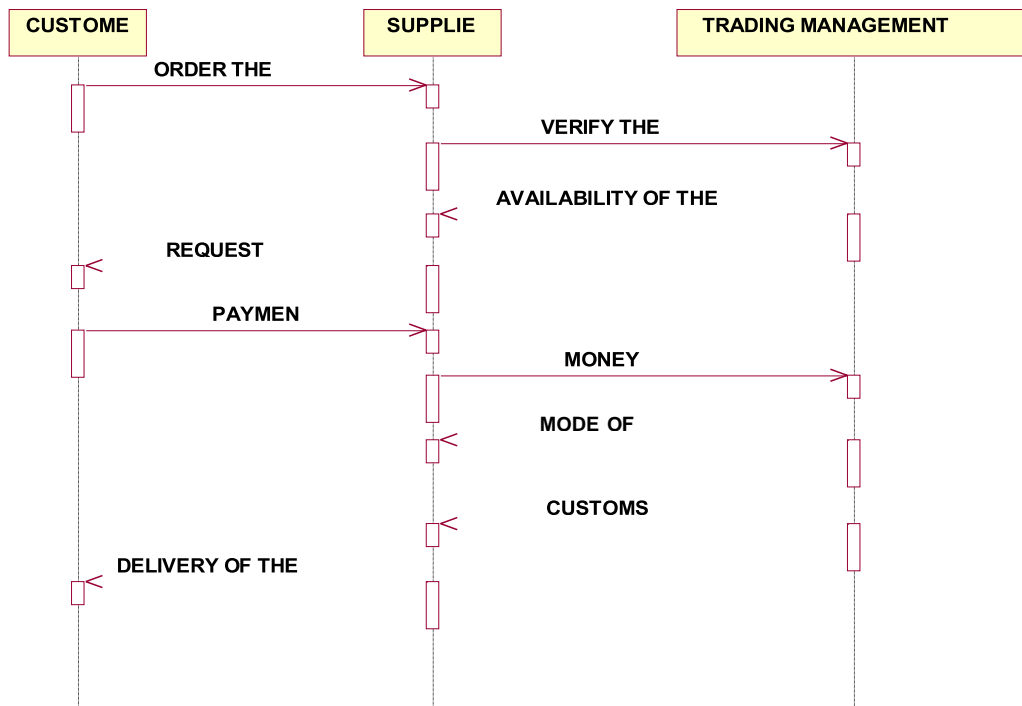 CUSTOME
SUPPLIE
TRADING MANAGEMENT
ORDER THE
VERIFY THE
AVAILABILITY OF THE
REQUEST
PAYMEN
MONEY
MODE OF
CUSTOMS
DELIVERY OF THE